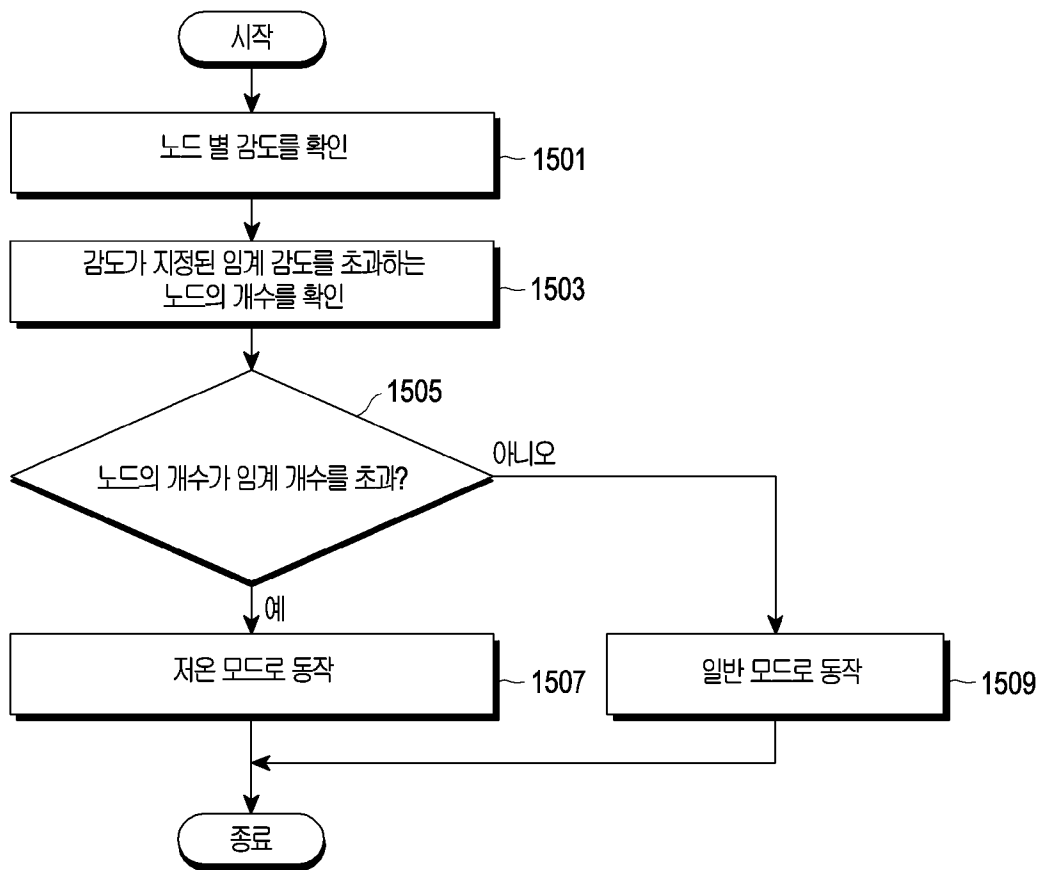 시작
노드 별 감도를 확인
1501
감도가 지정된 임계 감도를 초과하는
노드의 개수를 확인
1503
1505
노드의 개수가 임계 개수를 초과?
아니오
예
저온 모드로 동작
1507
일반 모드로 동작
1509
종료